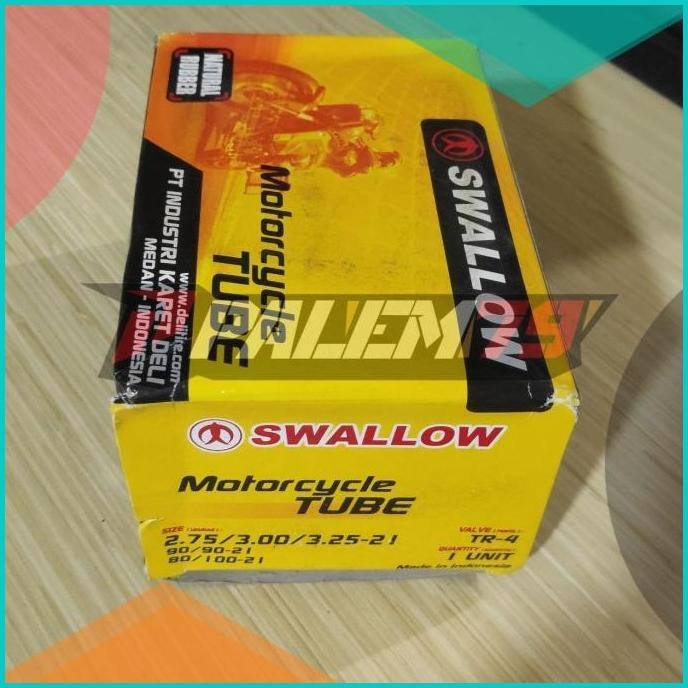 NATURAL
RUBBER
SWALLOW
Motorcycle
TUBE
www.delitire.com
PT INDUSTRI KARET DELI
MEDAN - INDONESIA
SWALLOW
Motorcycle
TUBE
SIZE
2.75/3.00/3.25-21
90/90-21
80/100-21
VALVE
TR-4
QUANTITY
1 UNIT
Made in Indonesia